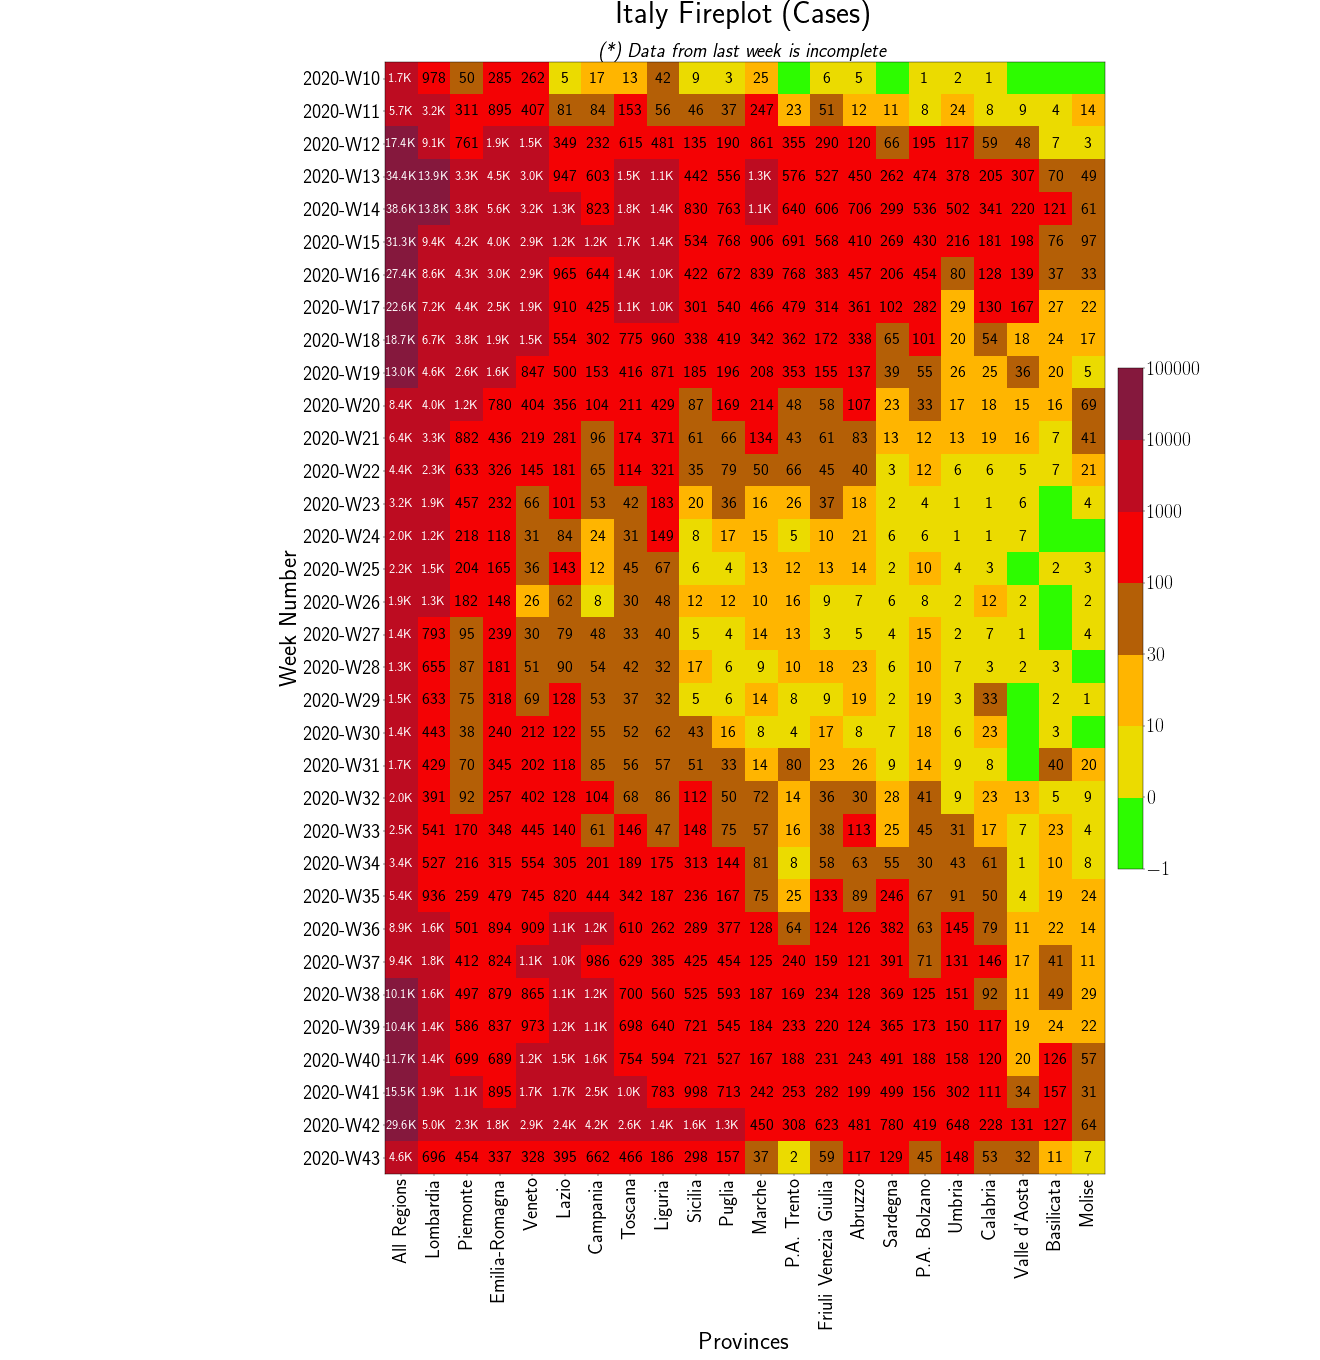 Italy Fireplot (Cases)
(*) Data from last week is incomplete
2020-W10 1.7K 978 50 285 262 5 17 13 42 9 3 25 6 5 1 2 1
2020-W11 5.7K 3.2K 311 895 407 81 84 153 56 46 37 247 23 51 12 11 8 24 8 9 4 14
2020-W12 17.4K 9.1K 761 1.9K 1.5K 349 232 615 481 135 190 861 355 290 120 66 195 117 59 48 7 3
2020-W13 34.4K 13.9K 3.3K 4.5K 3.0K 947 603 1.5K 1.1K 442 556 1.3K 576 527 450 262 474 378 205 307 70 49
2020-W14 38.6K 13.8K 3.8K 5.6K 3.2K 1.3K 823 1.8K 1.4K 830 763 1.1K 640 606 706 299 536 502 341 220 121 61
2020-W15 31.3K 9.4K 4.2K 4.0K 2.9K 1.2K 1.2K 1.7K 1.4K 534 768 906 691 568 410 269 430 216 181 198 76 97
2020-W16 27.4K 8.6K 4.3K 3.0K 2.9K 965 644 1.4K 1.0K 422 672 839 768 383 457 206 454 80 128 139 37 33
2020-W17 22.6K 7.2K 4.4K 2.5K 1.9K 910 425 1.1K 1.0K 301 540 466 479 314 361 102 282 29 130 167 27 22
2020-W18 18.7K 6.7K 3.8K 1.9K 1.5K 554 302 775 960 338 419 342 362 172 338 65 101 20 54 18 24 17
2020-W19 13.0K 4.6K 2.6K 1.6K 847 500 153 416 871 185 196 208 353 155 137 39 55 26 25 36 20 5
2020-W20 8.4K 4.0K 1.2K 780 404 356 104 211 429 87 169 214 48 58 107 23 33 17 18 15 16 69
2020-W21 6.4K 3.3K 882 436 219 281 96 174 371 61 66 134 43 61 83 13 12 13 19 16 7 41
2020-W22 4.4K 2.3K 633 326 145 181 65 114 321 35 79 50 66 45 40 3 12 6 6 5 7 21
2020-W23 3.2K 1.9K 457 232 66 101 53 42 183 20 36 16 26 37 18 2 4 1 1 6 4
2020-W24 2.0K 1.2K 218 118 31 84 24 31 149 8 17 15 5 10 21 6 6 1 1 7
2020-W25 2.2K 1.5K 204 165 36 143 12 45 67 6 4 13 12 13 14 2 10 4 3 2 3
2020-W26 1.9K 1.3K 182 148 26 62 8 30 48 12 12 10 16 9 7 6 8 2 12 2 2
2020-W27 1.4K 793 95 239 30 79 48 33 40 5 4 14 13 3 5 4 15 2 7 1 4
2020-W28 1.3K 655 87 181 51 90 54 42 32 17 6 9 10 18 23 6 10 7 3 2 3
2020-W29 1.5K 633 75 318 69 128 53 37 32 5 6 14 8 9 19 2 19 3 33 2 1
2020-W30 1.4K 443 38 240 212 122 55 52 62 43 16 8 4 17 8 7 18 6 23 3
2020-W31 1.7K 429 70 345 202 118 85 56 57 51 33 14 80 23 26 9 14 9 8 40 20
2020-W32 2.0K 391 92 257 402 128 104 68 86 112 50 72 14 36 30 28 41 9 23 13 5 9
2020-W33 2.5K 541 170 348 445 140 61 146 47 148 75 57 16 38 113 25 45 31 17 7 23 4
2020-W34 3.4K 527 216 315 554 305 201 189 175 313 144 81 8 58 63 55 30 43 61 1 10 8
2020-W35 5.4K 936 259 479 745 820 444 342 187 236 167 75 25 133 89 246 67 91 50 4 19 24
2020-W36 8.9K 1.6K 501 894 909 1.1K 1.2K 610 262 289 377 128 64 124 126 382 63 145 79 11 22 14
2020-W37 9.4K 1.8K 412 824 1.1K 1.0K 986 629 385 425 454 125 240 159 121 391 71 131 146 17 41 11
2020-W38 10.1K 1.6K 497 879 865 1.1K 1.2K 700 560 525 593 187 169 234 128 369 125 151 92 11 49 29
2020-W39 10.4K 1.4K 586 837 973 1.2K 1.1K 698 640 721 545 184 233 220 124 365 173 150 117 19 24 22
2020-W40 11.7K 1.4K 699 689 1.2K 1.5K 1.6K 754 594 721 527 167 188 231 243 491 188 158 120 20 126 57
2020-W41 15.5K 1.9K 1.1K 895 1.7K 1.7K 2.5K 1.0K 783 998 713 242 253 282 199 499 156 302 111 34 157 31
2020-W42 29.6K 5.0K 2.3K 1.8K 2.9K 2.4K 4.2K 2.6K 1.4K 1.6K 1.3K 450 308 623 481 780 419 648 228 131 127 64
2020-W43 4.6K 696 454 337 328 395 662 466 186 298 157 37 2 59 117 129 45 148 53 32 11 7
Week Number
All Regions
Lombardia
Piemonte
Emilia-Romagna
Veneto
Lazio
Campania
Toscana
Liguria
Sicilia
Puglia
Marche
P.A. Trento
Friuli Venezia Giulia
Abruzzo
Sardegna
P.A. Bolzano
Umbria
Calabria
Valle d'Aosta
Basilicata
Molise
Provinces
100000
10000
1000
100
30
10
0
−1